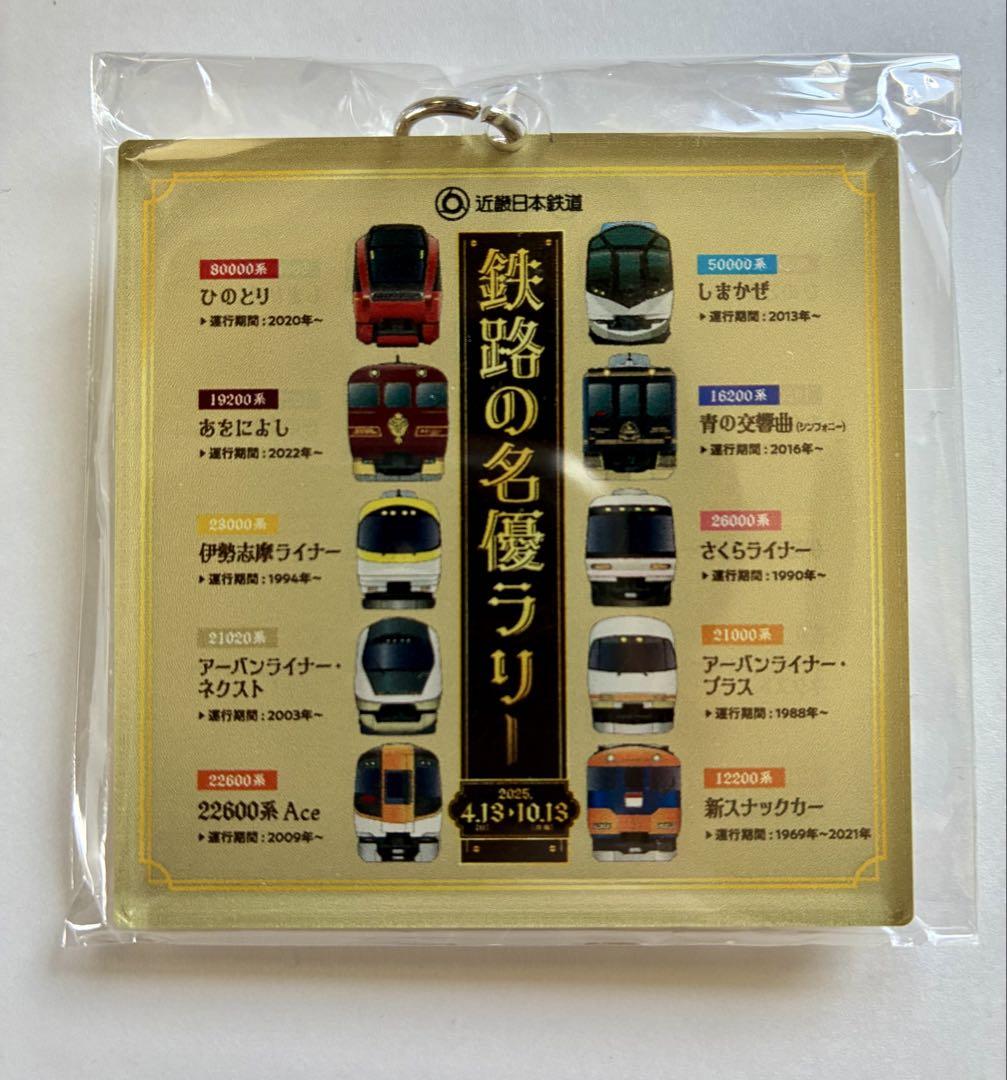 近畿日本鉄道
鉄路の名優ラリー
2025.
4.13▸10.13
80000系
ひのとり
▶運行期間:2020年~
19200系
あをによし
▶運行期間:2022年~
23000系
伊勢志摩ライナー
▶運行期間:1994年~
21020系
アーバンライナー・
ネクスト
▶運行期間:2003年~
22600系
22600系 Ace
▶運行期間:2009年~
50000系
しまかぜ
▶運行期間:2013年~
16200系
青の交響曲(シンフォニー)
▶運行期間:2016年~
26000系
さくらライナー
▶運行期間:1990年~
21000系
アーバンライナー・
プラス
▶運行期間:1988年~
12200系
新スナックカー
▶運行期間:1969年~2021年